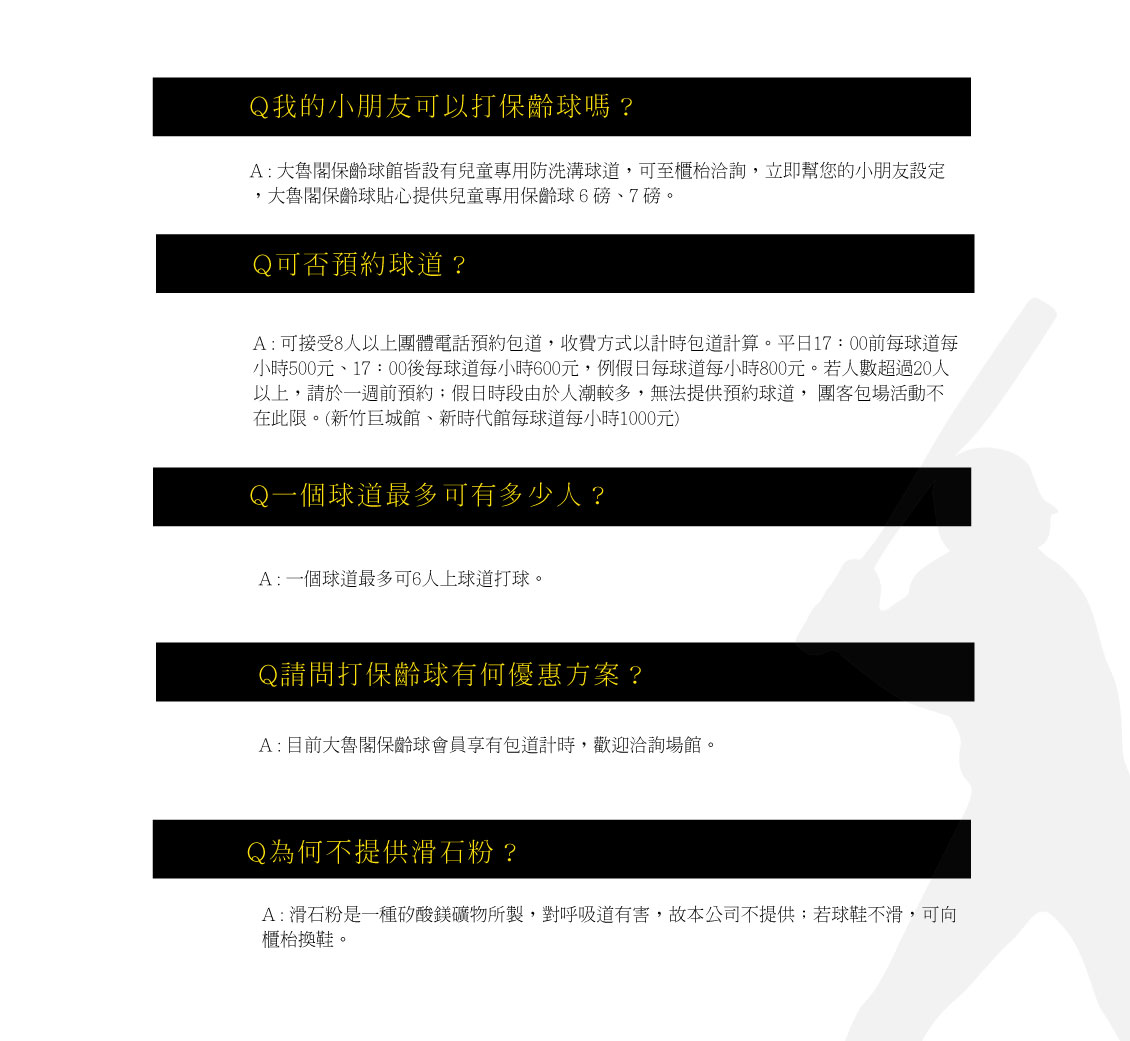 Q我的小朋友可以打保齡球嗎？
A : 大魯閣保齡球館皆設有兒童專用防洗溝球道，可至櫃枱洽詢，立即幫您的小朋友設定
，大魯閣保齡球貼心提供兒童專用保齡球 6 磅、7 磅。
Q可否預約球道？
A : 可接受8人以上團體電話預約包道，收費方式以計時包道計算。平日17：00前每球道每
小時500元、17：00後每球道每小時600元，例假日每球道每小時800元。若人數超過20人
以上，請於一週前預約；假日時段由於人潮較多，無法提供預約球道， 團客包場活動不
在此限。(新竹巨城館、新時代館每球道每小時1000元)
Q一個球道最多可有多少人？
A : 一個球道最多可6人上球道打球。
Q請問打保齡球有何優惠方案？
A : 目前大魯閣保齡球會員享有包道計時，歡迎洽詢場館。
Q為何不提供滑石粉？
A : 滑石粉是一種矽酸鎂礦物所製，對呼吸道有害，故本公司不提供；若球鞋不滑，可向
櫃枱換鞋。